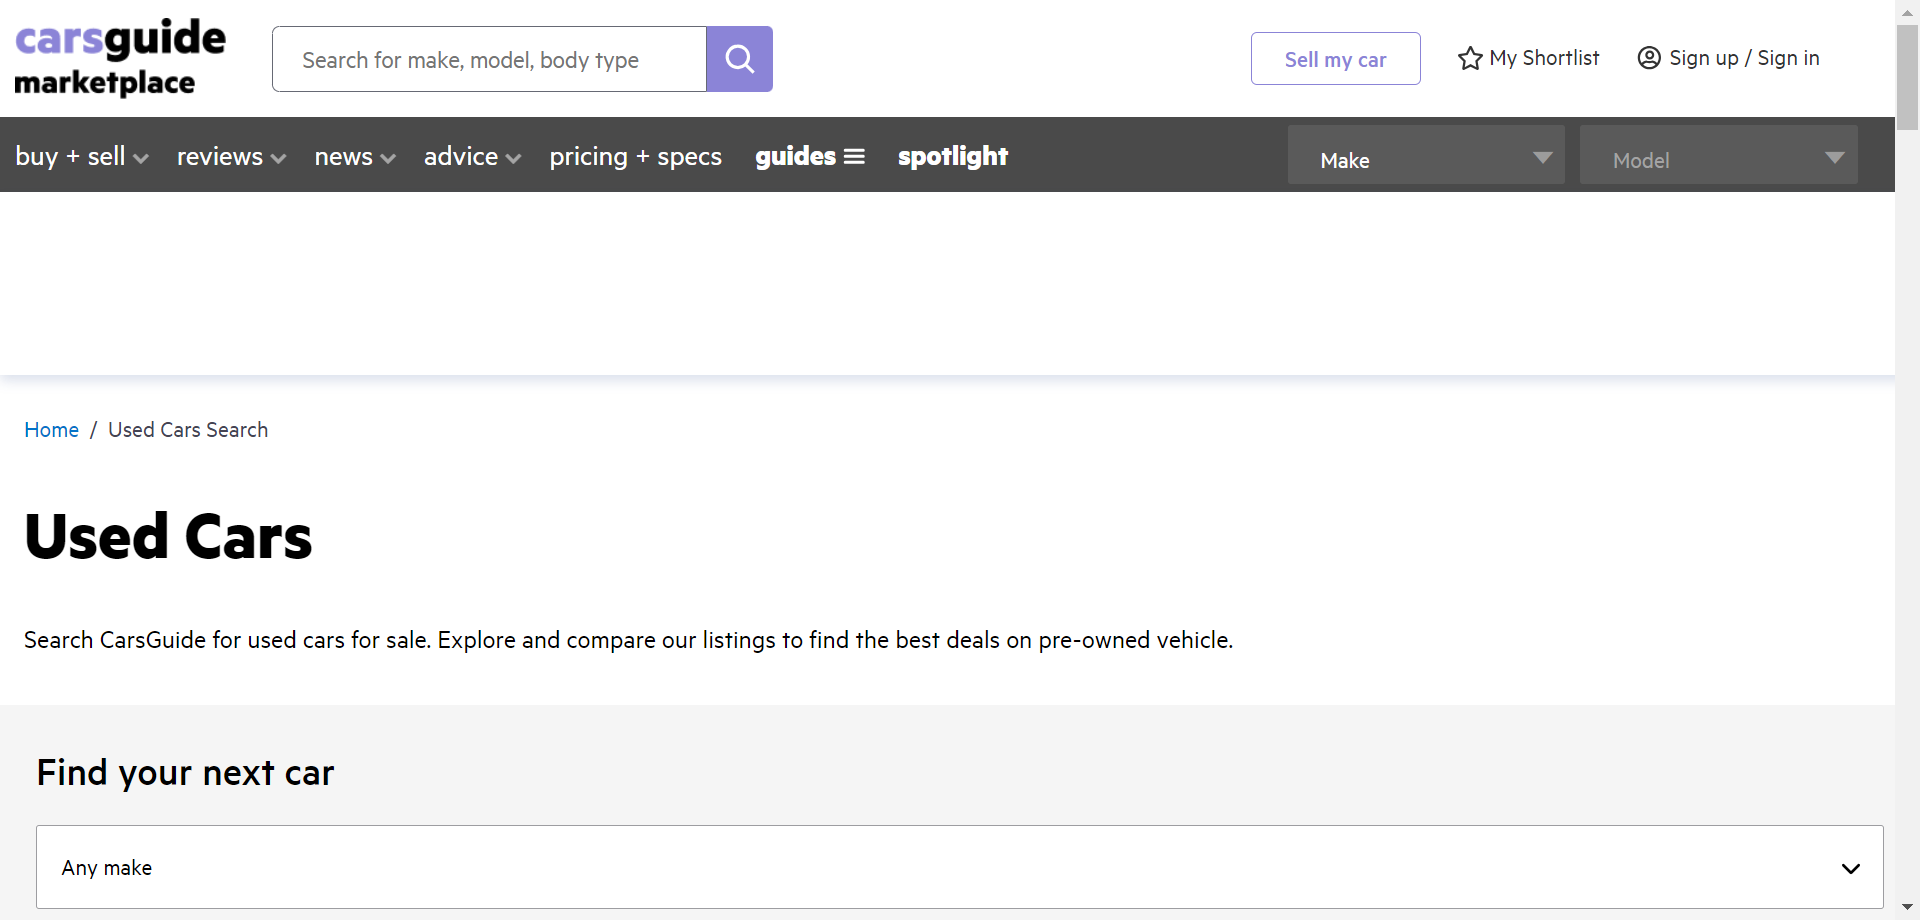 carsguide
marketplace
Search for make, model, body type
Sell my car
My Shortlist
Sign up / Sign in
buy + sell
reviews
news
advice
pricing + specs
guides
spotlight
Make
Model
Home / Used Cars Search
Used Cars
Search CarsGuide for used cars for sale. Explore and compare our listings to find the best deals on pre-owned vehicle.
Find your next car
Any make